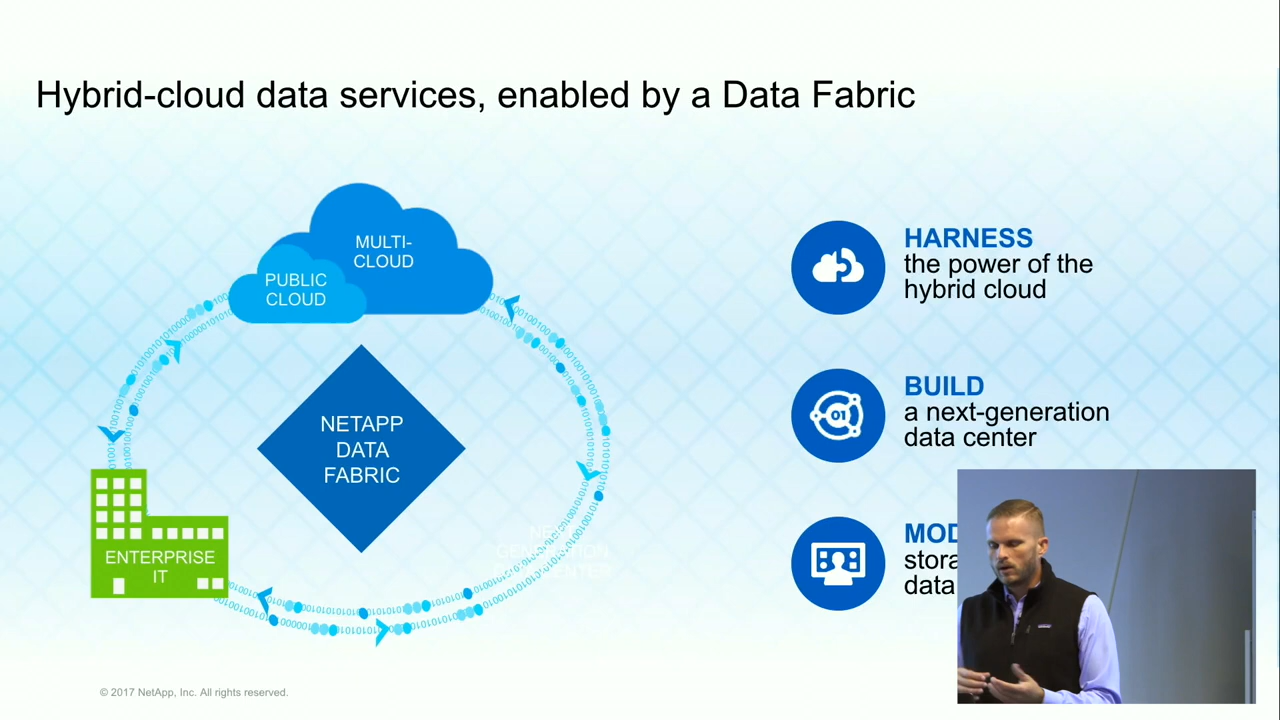 Hybrid-cloud data services, enabled by a Data Fabric
MULTI-
CLOUD
PUBLIC
CLOUD
NETAPP
DATA
FABRIC
ENTERPRISE
IT
HARNESS
the power of the
hybrid cloud
BUILD
a next-generation
data center
MOD
stora
data
© 2017 NetApp, Inc. All rights reserved.